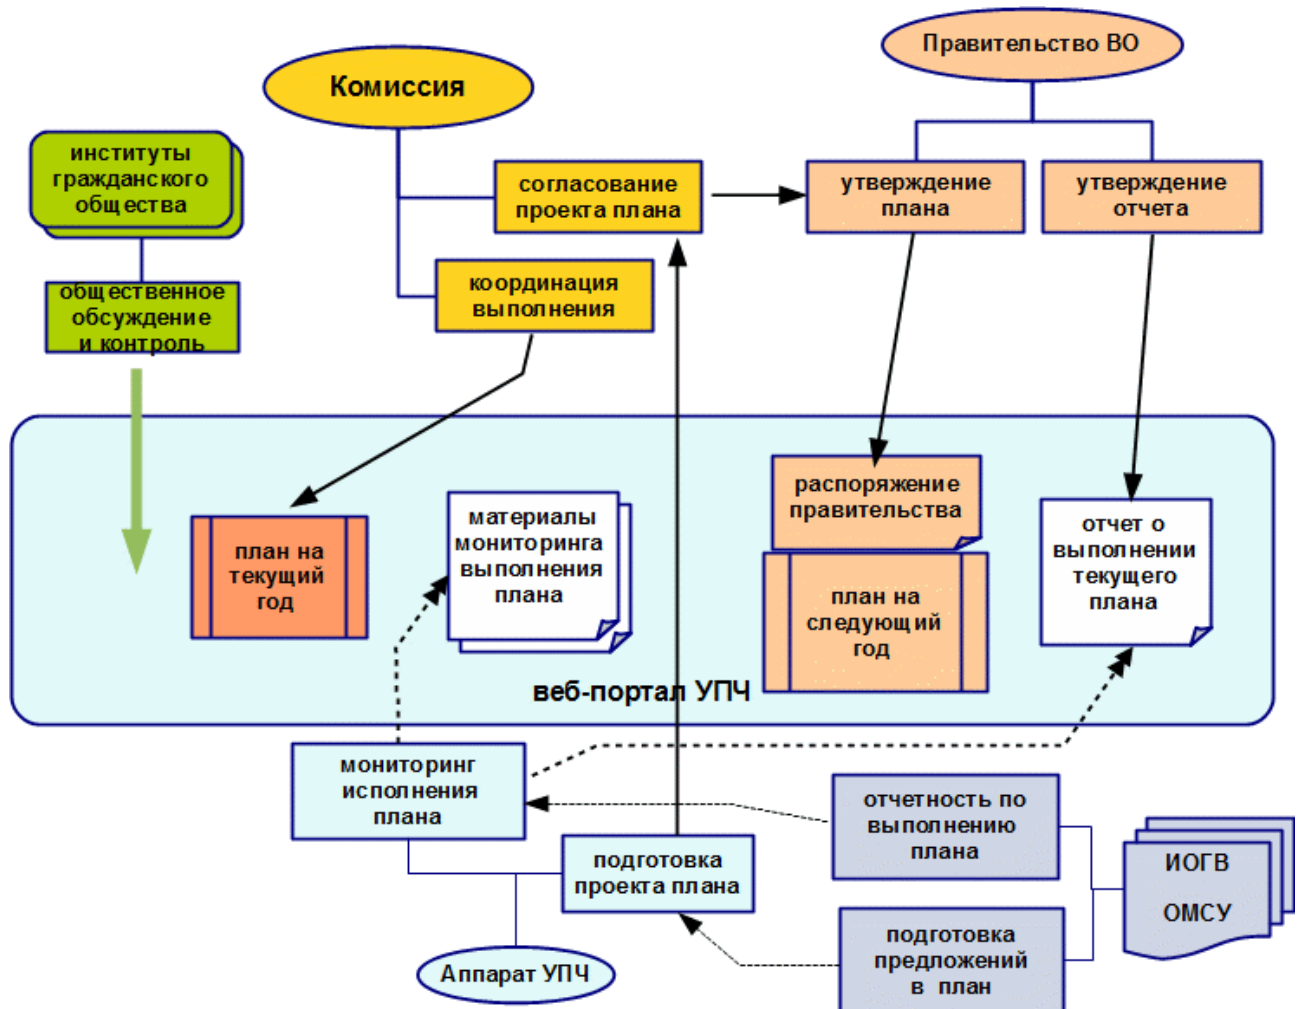 Правительство ВО
Комиссия
институты
гражданского
общества
согласование
проекта плана
утверждение
плана
утверждение
отчета
общественное
обсуждение
и контроль
координация
выполнения
план на
текущий
год
материалы
мониторинга
выполнения
плана
распоряжение
правительства
план на
следующий
год
отчет о
выполнении
текущего
плана
веб-портал УПЧ
мониторинг
исполнения
плана
подготовка
проекта плана
отчетность по
выполнению
плана
ИОГВ
ОМСУ
подготовка
предложений
в план
Аппарат УПЧ